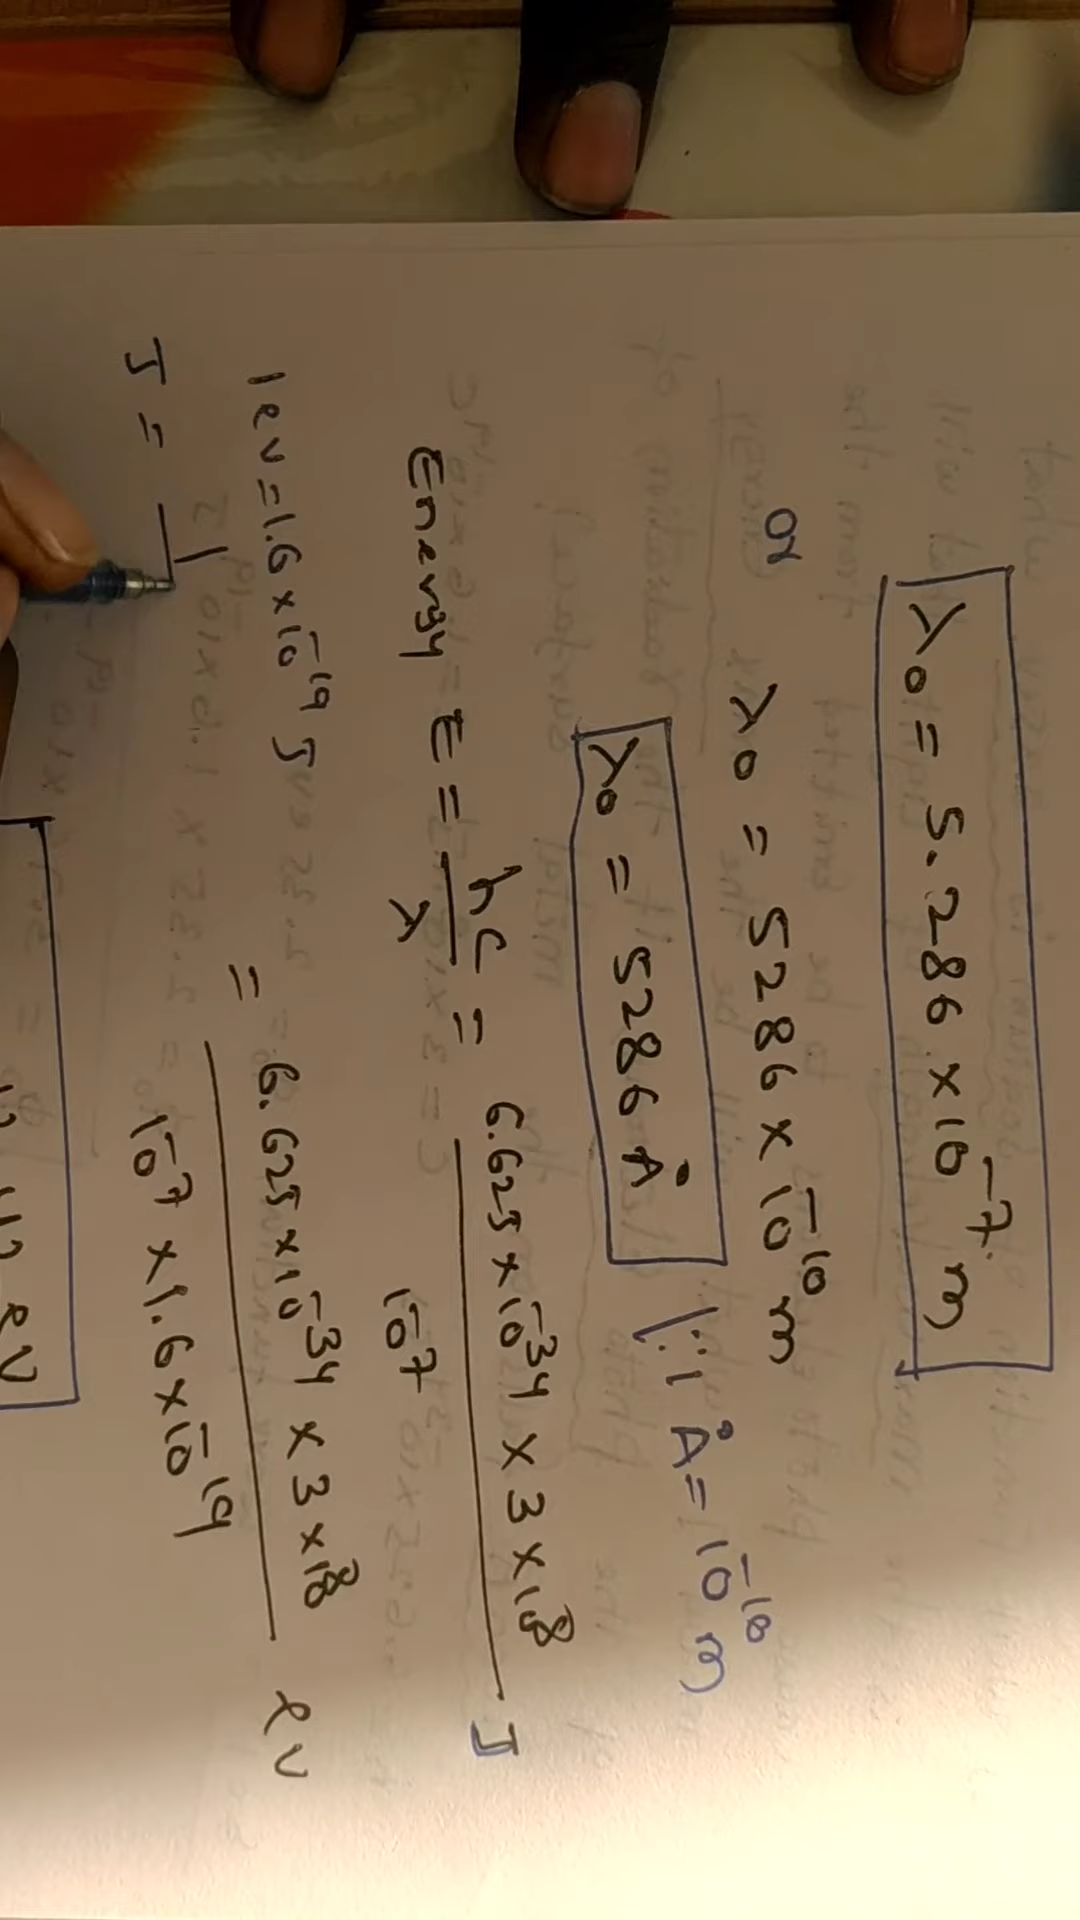 λ₀ = 5.286 × 10⁻⁷ m
or λ₀ = 5286 × 10⁻¹⁰ m
λ₀ = 5286 Å ∵ 1 Å = 10⁻¹⁰ m
Energy E = hc/λ = 6.625 × 10⁻³⁴ × 3 × 10⁸ / 10⁻⁷ J
1 eV = 1.6 × 10⁻¹⁹ J
= 6.625 × 10⁻³⁴ × 3 × 10⁸ / 10⁻⁷ × 1.6 × 10⁻¹⁹ eV
J = 1
eV